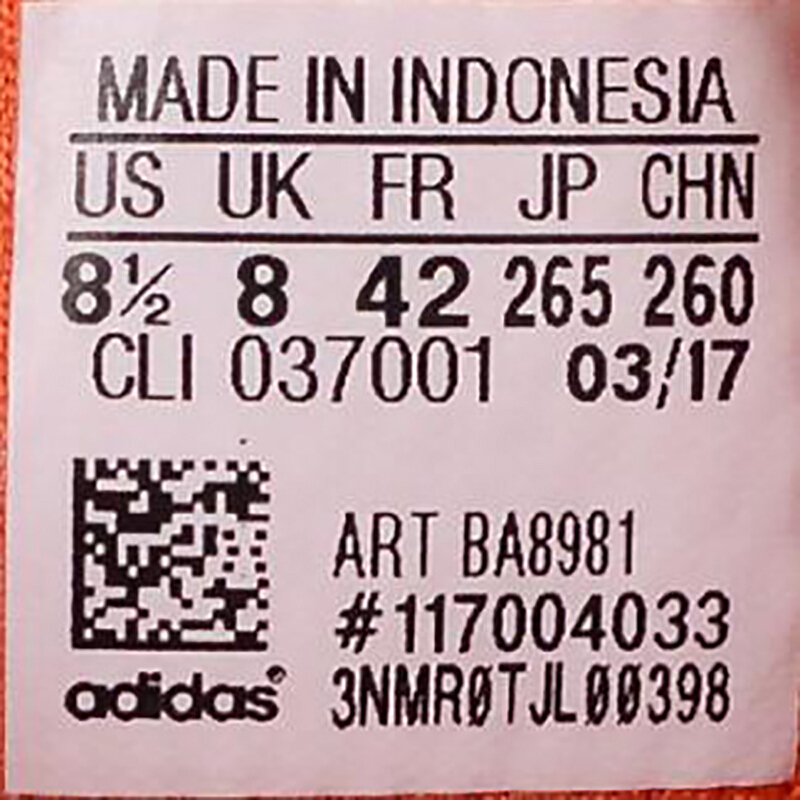 MADE IN INDONESIA
US UK FR JP CHN
8½ 8 42 265 260
CLI 037001 03/17
ART BA8981
#117004033
adidas® 3NMR0TJL00398